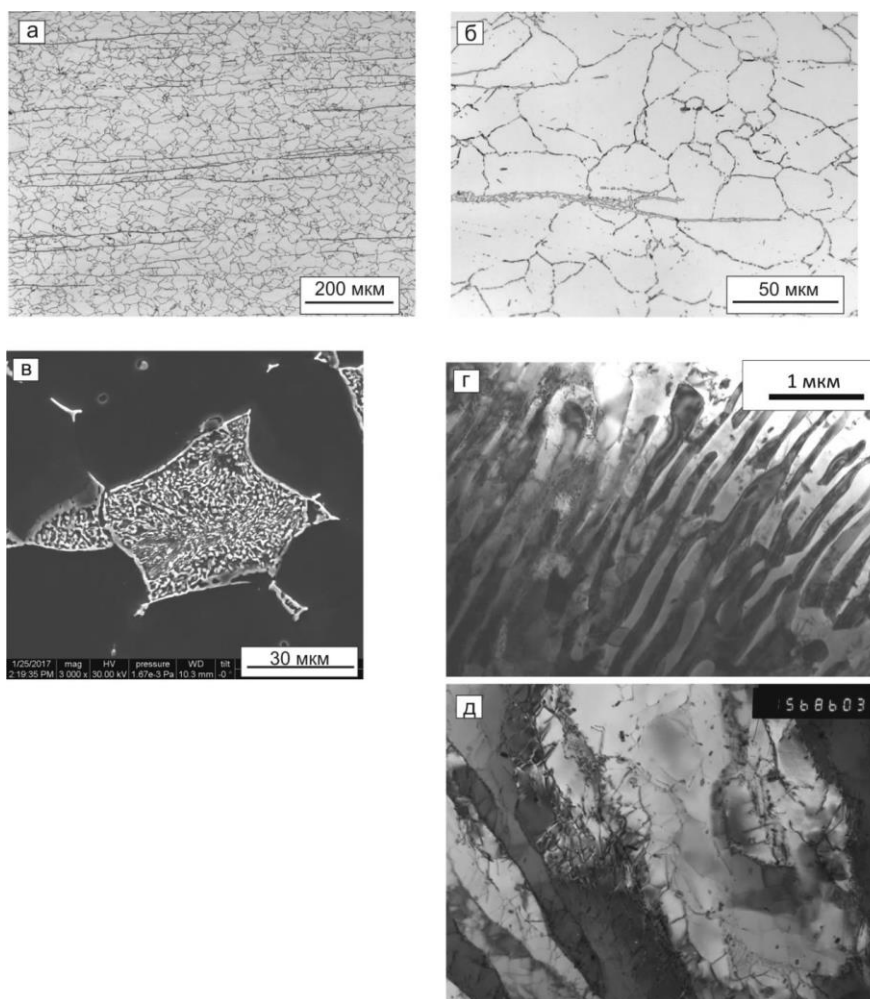 а
б
200 мкм
50 мкм
в
г
1 мкм
1/25/2017 mag HV pressure WD tilt
2:19:35 PM 3 000 x 30.00 kV 1.67e-3 Pa 10.3 mm -0 °
30 мкм
д
568603